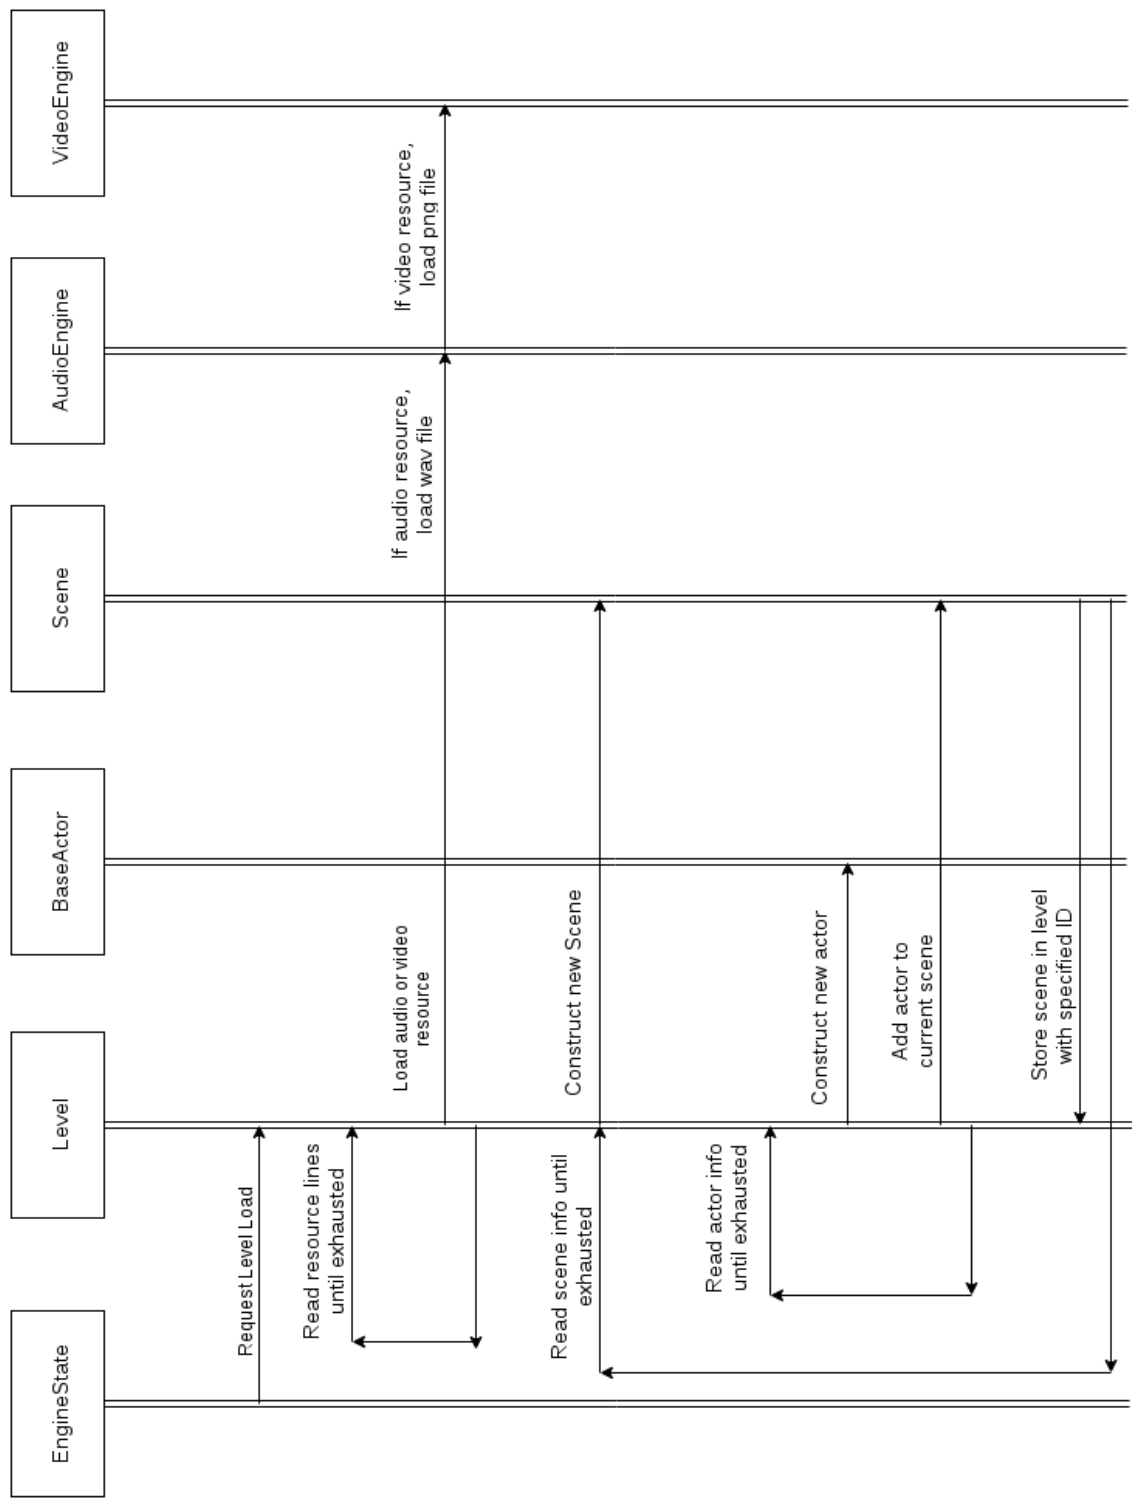 EngineState
Level
BaseActor
Scene
AudioEngine
VideoEngine
Request Level Load
Read resource lines
until exhausted
Load audio or video
resource
If audio resource,
load wav file
If video resource,
load png file
Read scene info until
exhausted
Construct new Scene
Read actor info
until exhausted
Construct new actor
Add actor to
current scene
Store scene in level
with specified ID